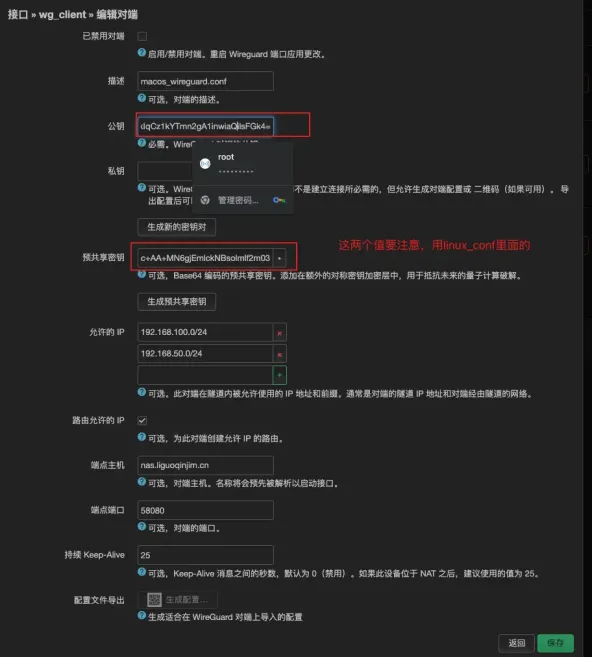 接口 » wg_client » 编辑对端
已禁用对端
启用/禁用对端。重启 Wireguard 端口应用更改。
描述
macos_wireguard.conf
可选，对端的描述。
公钥
必需。WireG
root
私钥
可选，WireG
不是建立连接所必需的，但允许生成对端配置或 二维码（如果可用）。 导
出配置后可
管理密码...
生成新的密钥对
这两个值要注意，用linux_conf里面的
预共享密钥
c+AA+MN6gjEmlckNBsolmlf2m03
可选，Base64 编码的预共享密钥。添加在额外的对称密钥加密层中，用于抵抗未来的量子计算破解。
生成预共享密钥
允许的 IP
192.168.100.0/24
192.168.50.0/24
可选。此对端在隧道内被允许使用的 IP 地址和前缀。通常是对端的隧道 IP 地址和对端经由隧道的网络。
路由允许的 IP
可选，为此对端创建允许 IP 的路由。
端点主机
nas.liguoqinjim.cn
可选，对端主机。名称将会预先被解析以启动接口。
端点端口
58080
可选，对端的端口。
持续 Keep-Alive
25
可选，Keep-Alive 消息之间的秒数，默认为 0（禁用）。如果此设备位于 NAT 之后，建议使用的值为 25。
配置文件导出
生成配置...
生成适合在 WireGuard 对端上导入的配置
返回
保存